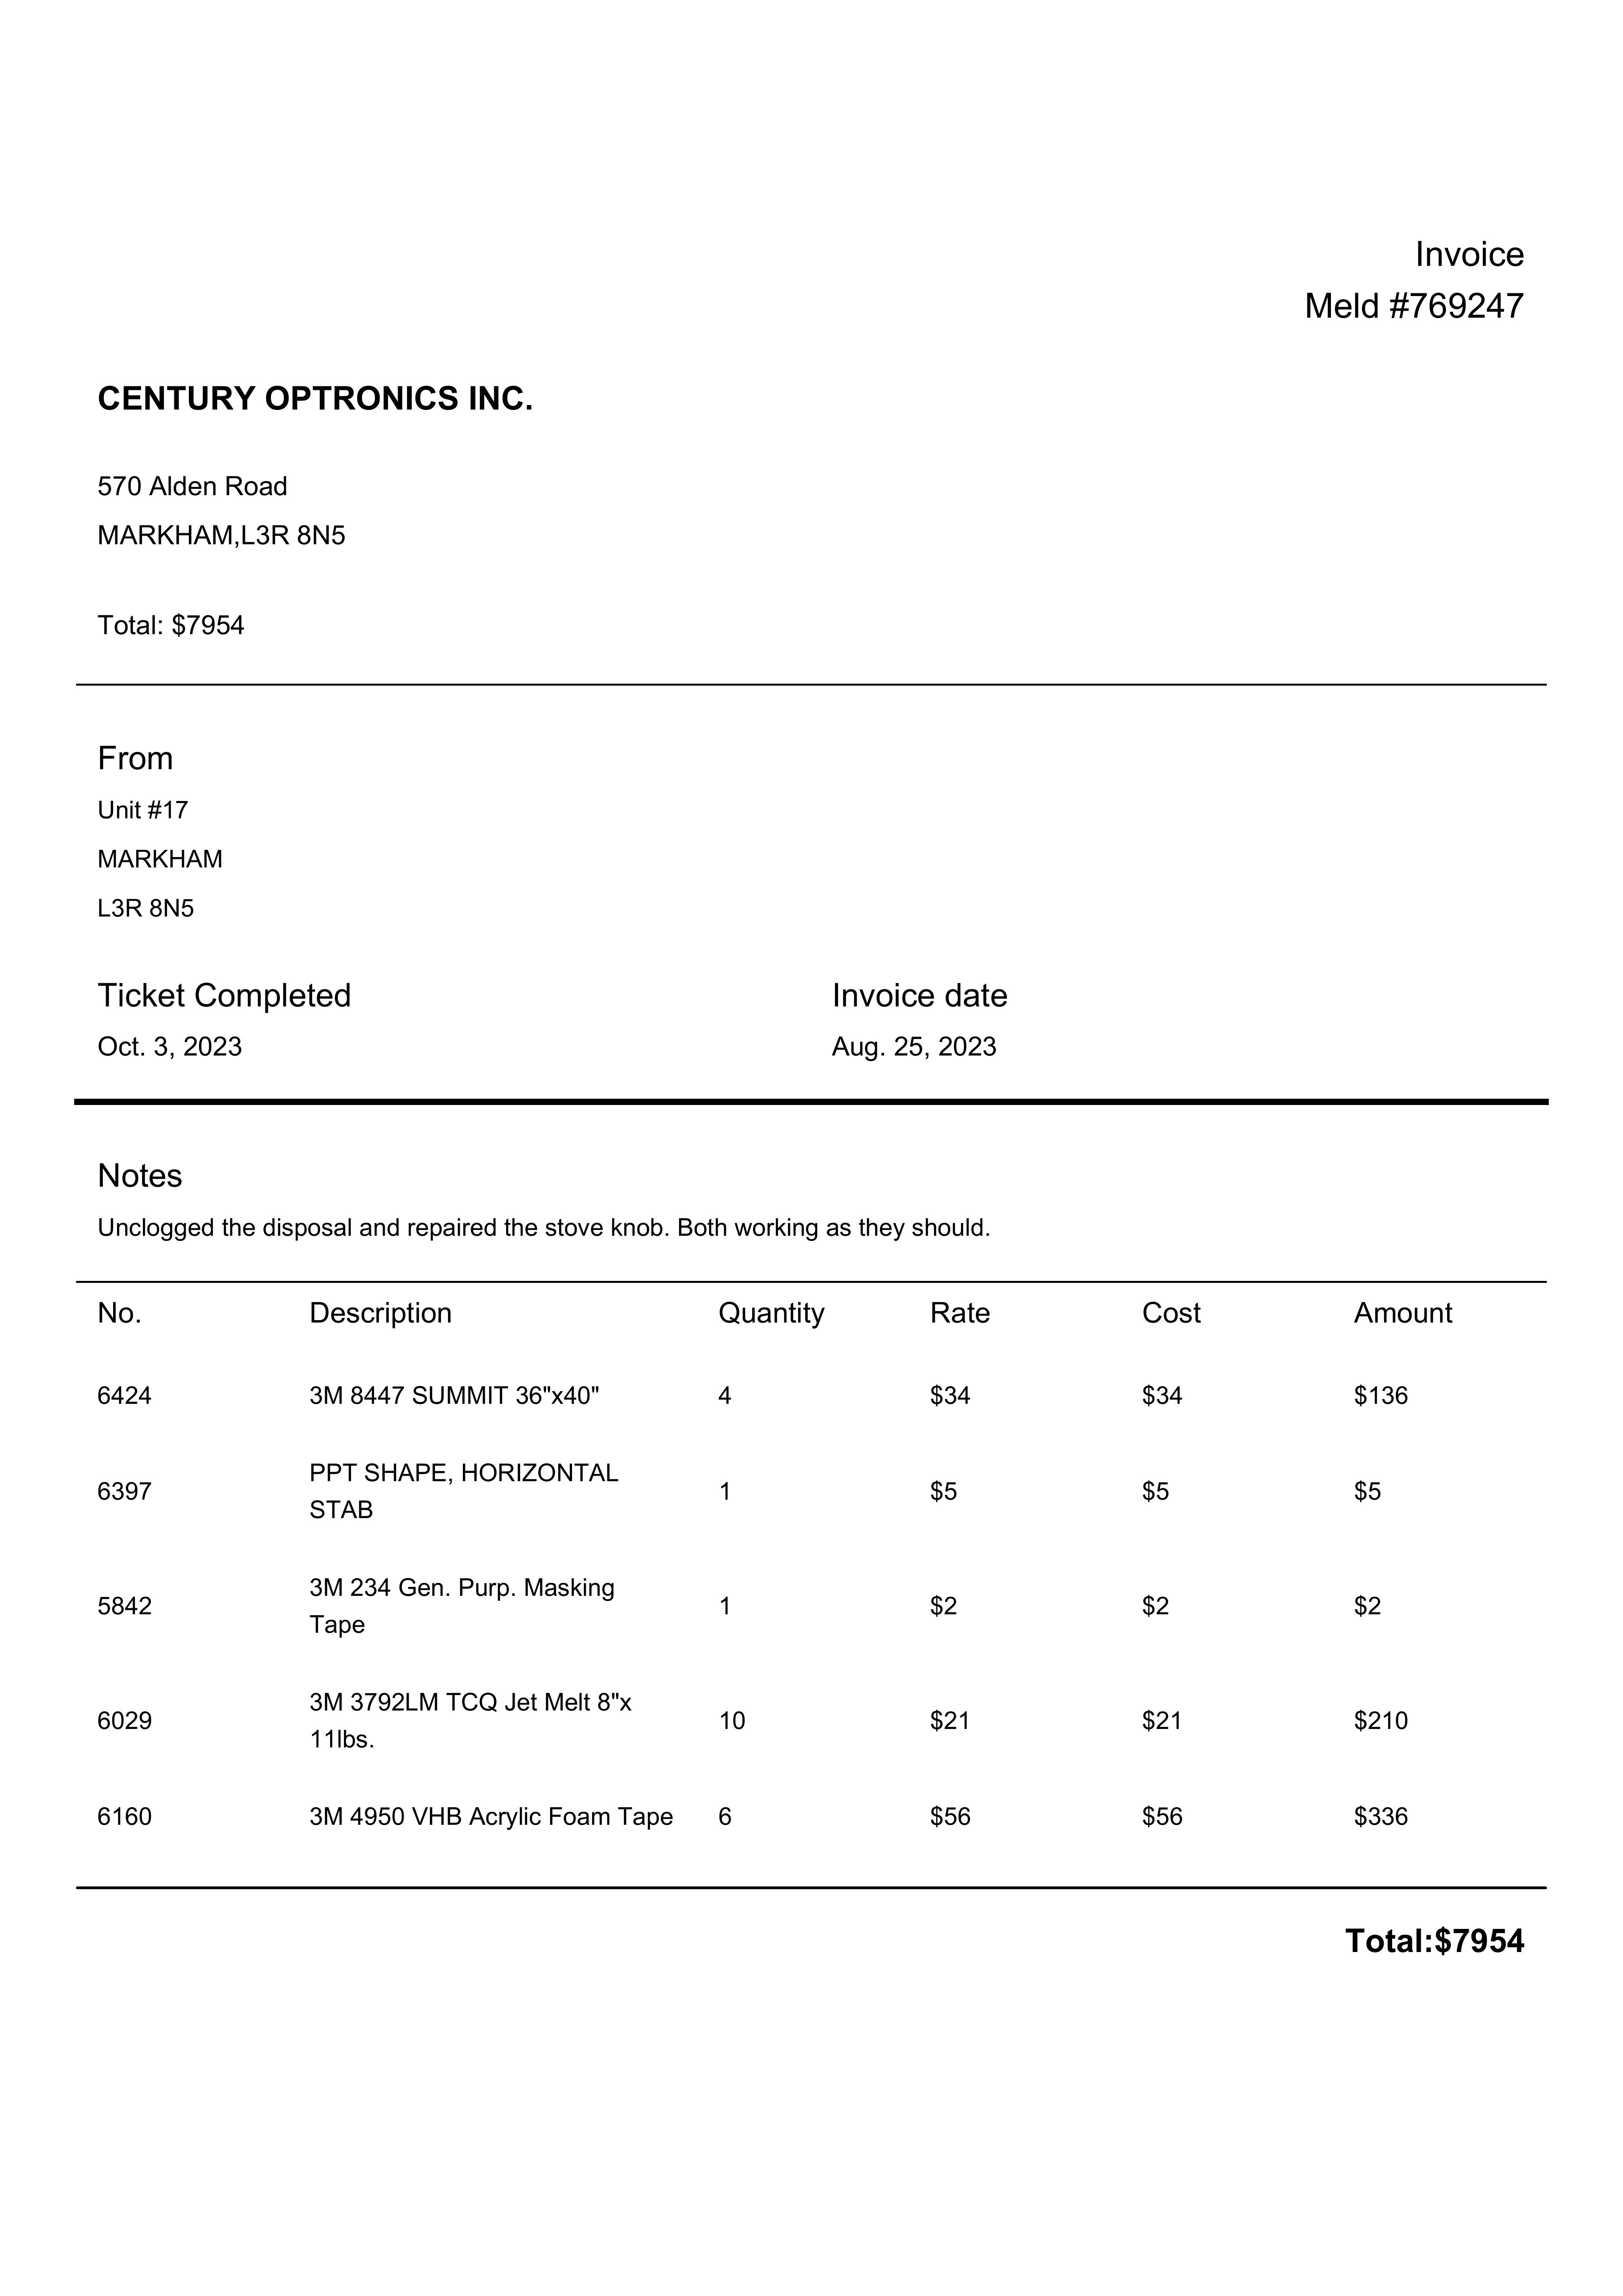 Invoice
Meld #769247
CENTURY OPTRONICS INC.
570 Alden Road
MARKHAM,L3R 8N5
Total: $7954
From
Unit #17
MARKHAM
L3R 8N5
Ticket Completed Invoice date
Oct. 3, 2023 Aug. 25, 2023
Notes
Unclogged the disposal and repaired the stove knob. Both working as they should.
No. Description Quantity Rate Cost Amount
6424 3M 8447 SUMMIT 36"x40" 4 $34 $34 $136
PPT SHAPE, HORIZONTAL
6397 1 $5 $5 $5
STAB
3M 234 Gen. Purp. Masking
5842 1 $2 $2 $2
Tape
3M 3792LM TCQ Jet Melt 8"x
6029 10 $21 $21 $210
11lbs.
6160 3M 4950 VHB Acrylic Foam Tape 6 $56 $56 $336
Total:$7954